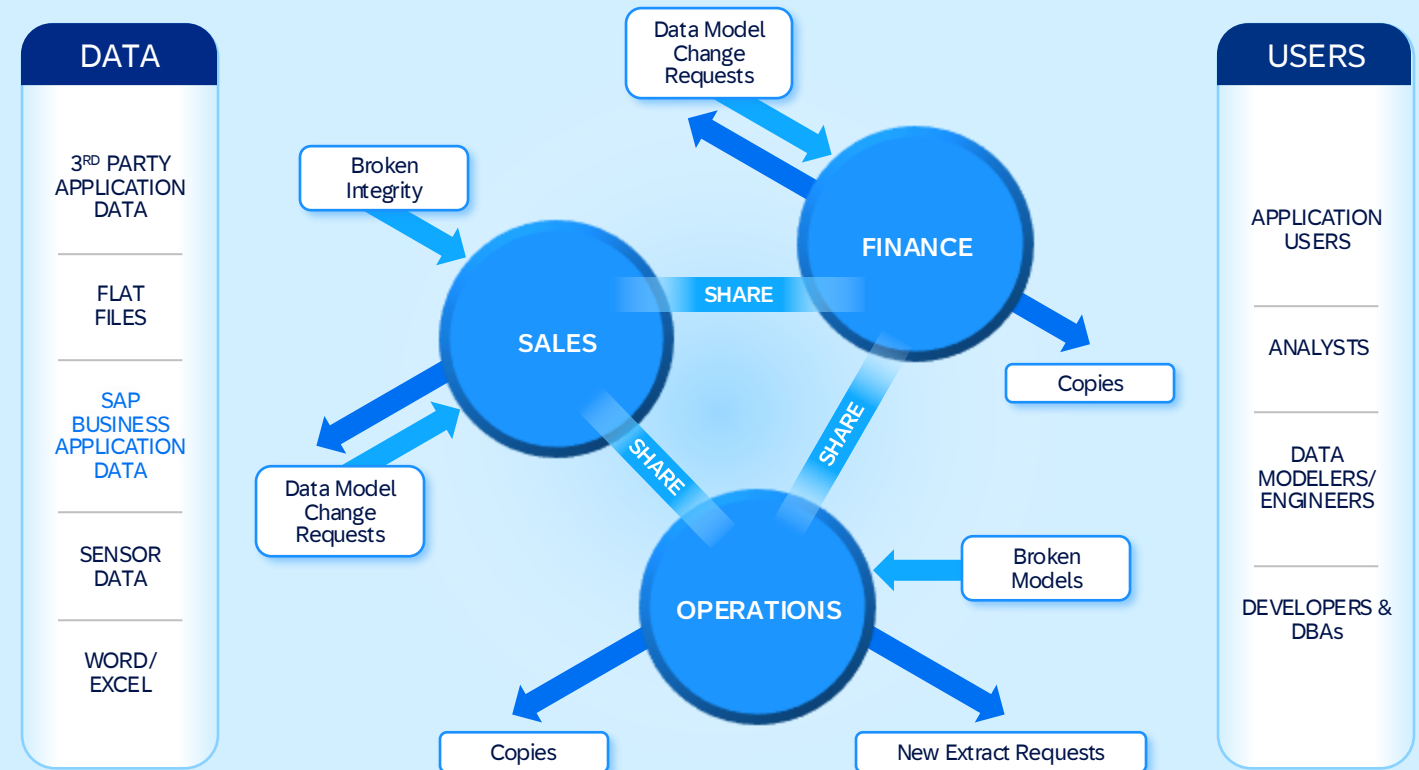 DATA
3RD PARTY
APPLICATION
DATA
FLAT
FILES
SAP
BUSINESS
APPLICATION
DATA
SENSOR
DATA
WORD/
EXCEL
Data Model
Change
Requests
Broken
Integrity
FINANCE
SHARE
SALES
Copies
SHARE
SHARE
Data Model
Change
Requests
Broken
Models
OPERATIONS
Copies
New Extract Requests
USERS
APPLICATION
USERS
ANALYSTS
DATA
MODELERS/
ENGINEERS
DEVELOPERS &
DBAs